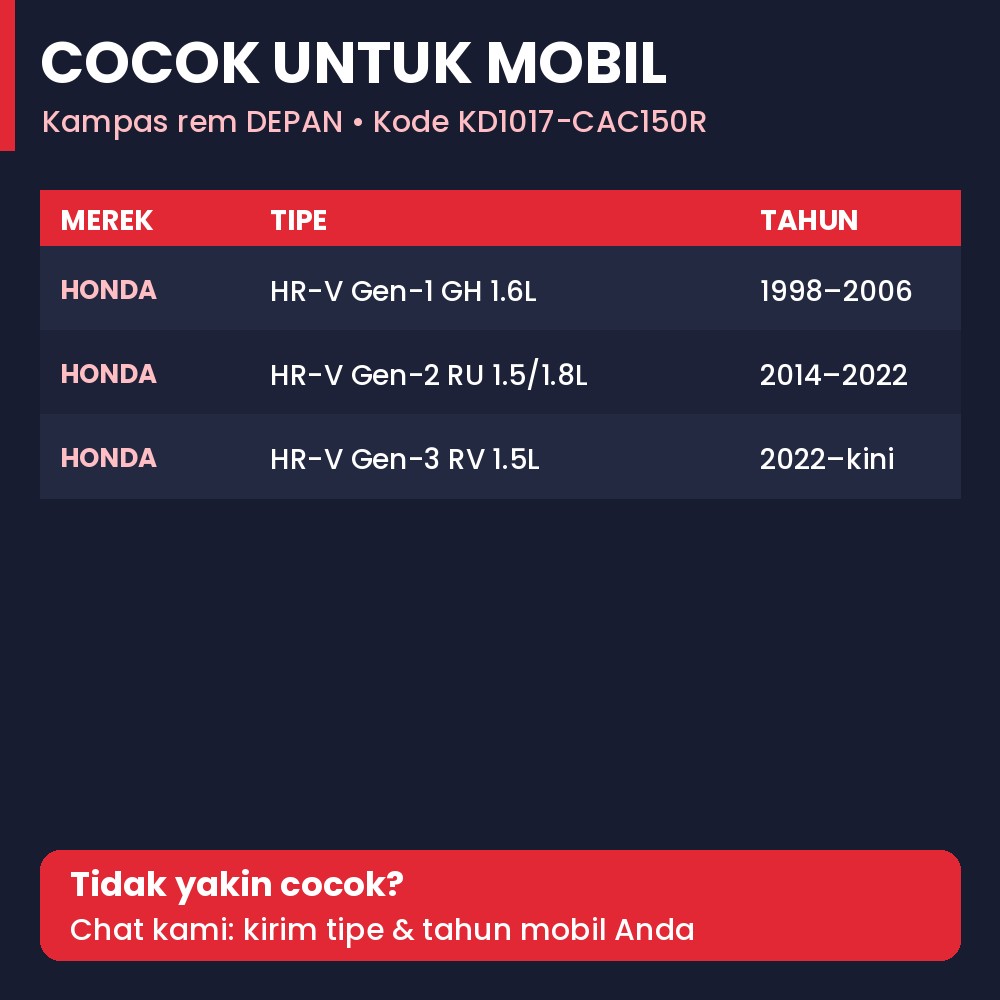 COCOK UNTUK MOBIL
Kampas rem DEPAN • Kode KD1017-CAC150R
MEREK TIPE TAHUN
HONDA HR-V Gen-1 GH 1.6L 1998–2006
HONDA HR-V Gen-2 RU 1.5/1.8L 2014–2022
HONDA HR-V Gen-3 RV 1.5L 2022–kini
Tidak yakin cocok?
Chat kami: kirim tipe & tahun mobil Anda